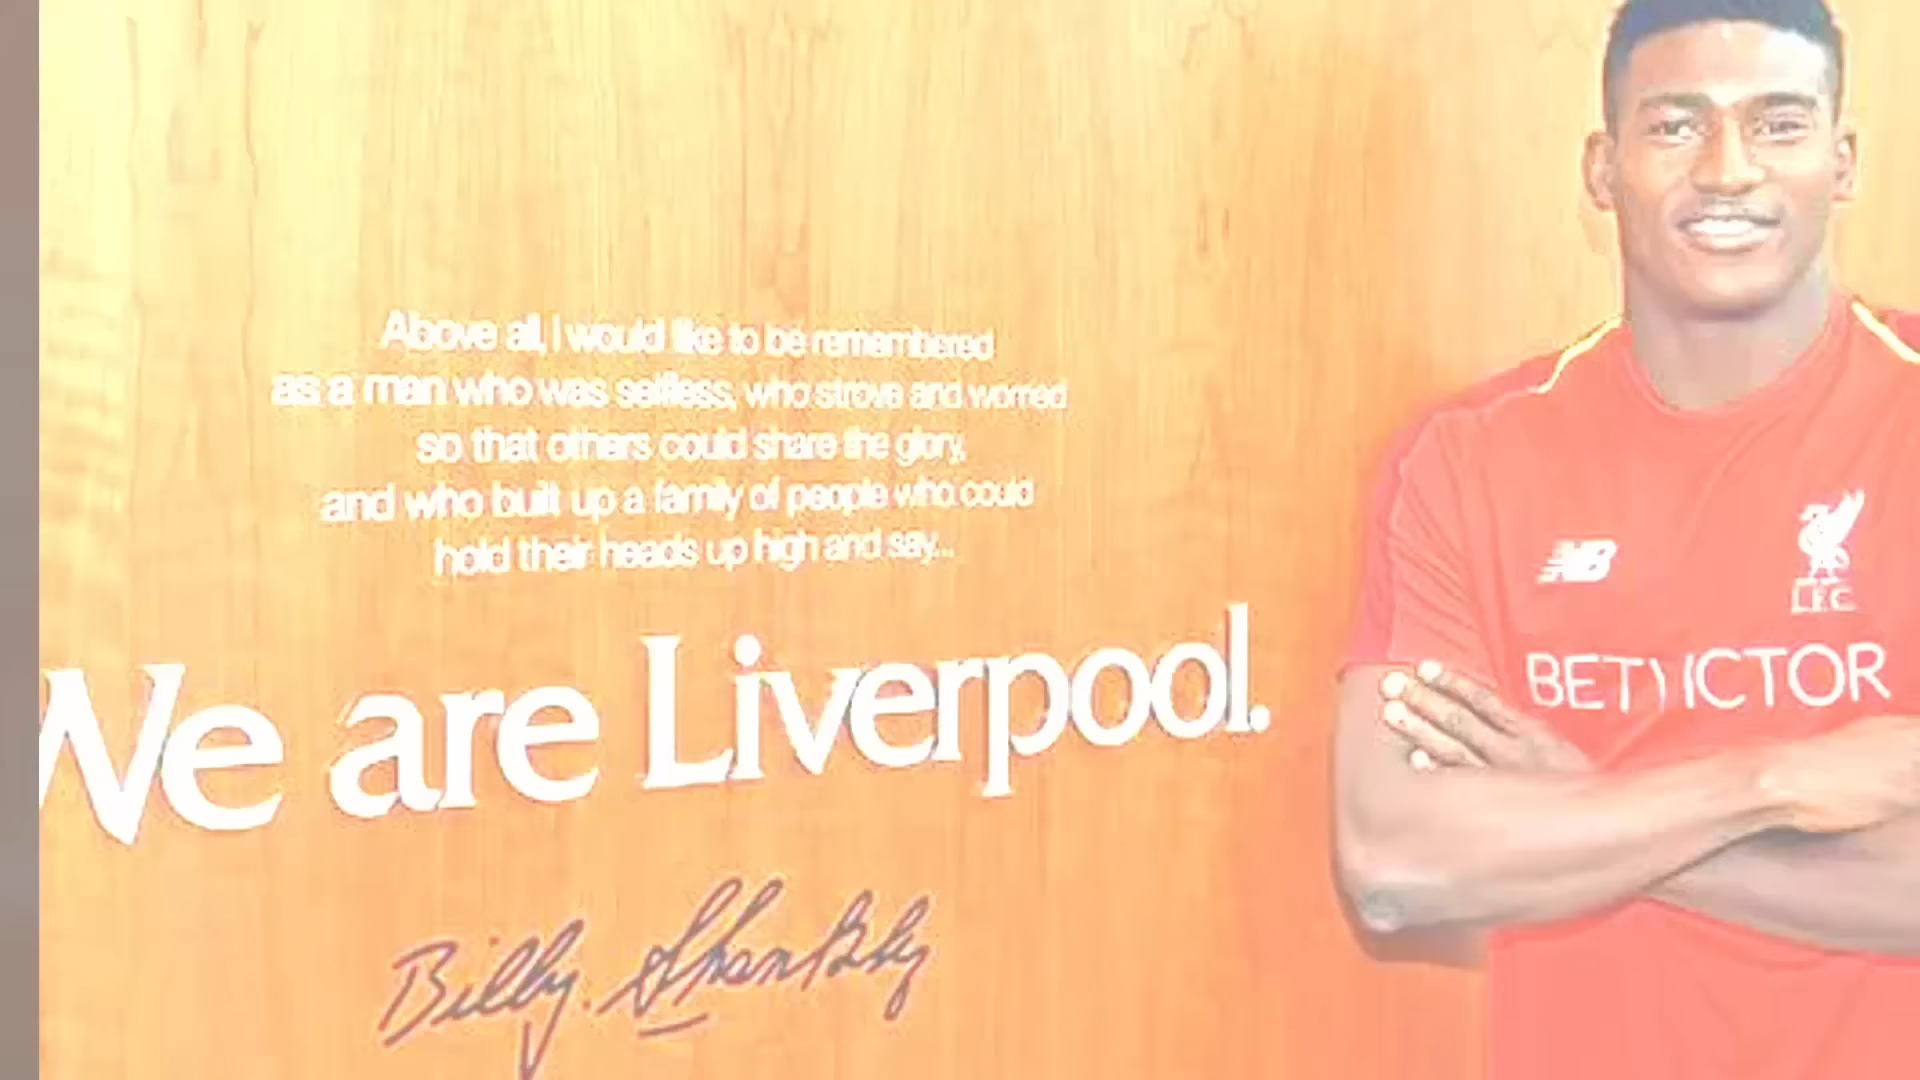 Above all, I would like to be remembered
as a man who was selfless, who strove and worried
so that others could share the glory,
and who built up a family of people who could
hold their heads up high and say...
We are Liverpool.
Billy Shankly
NB
L.F.C.
BETVICTOR